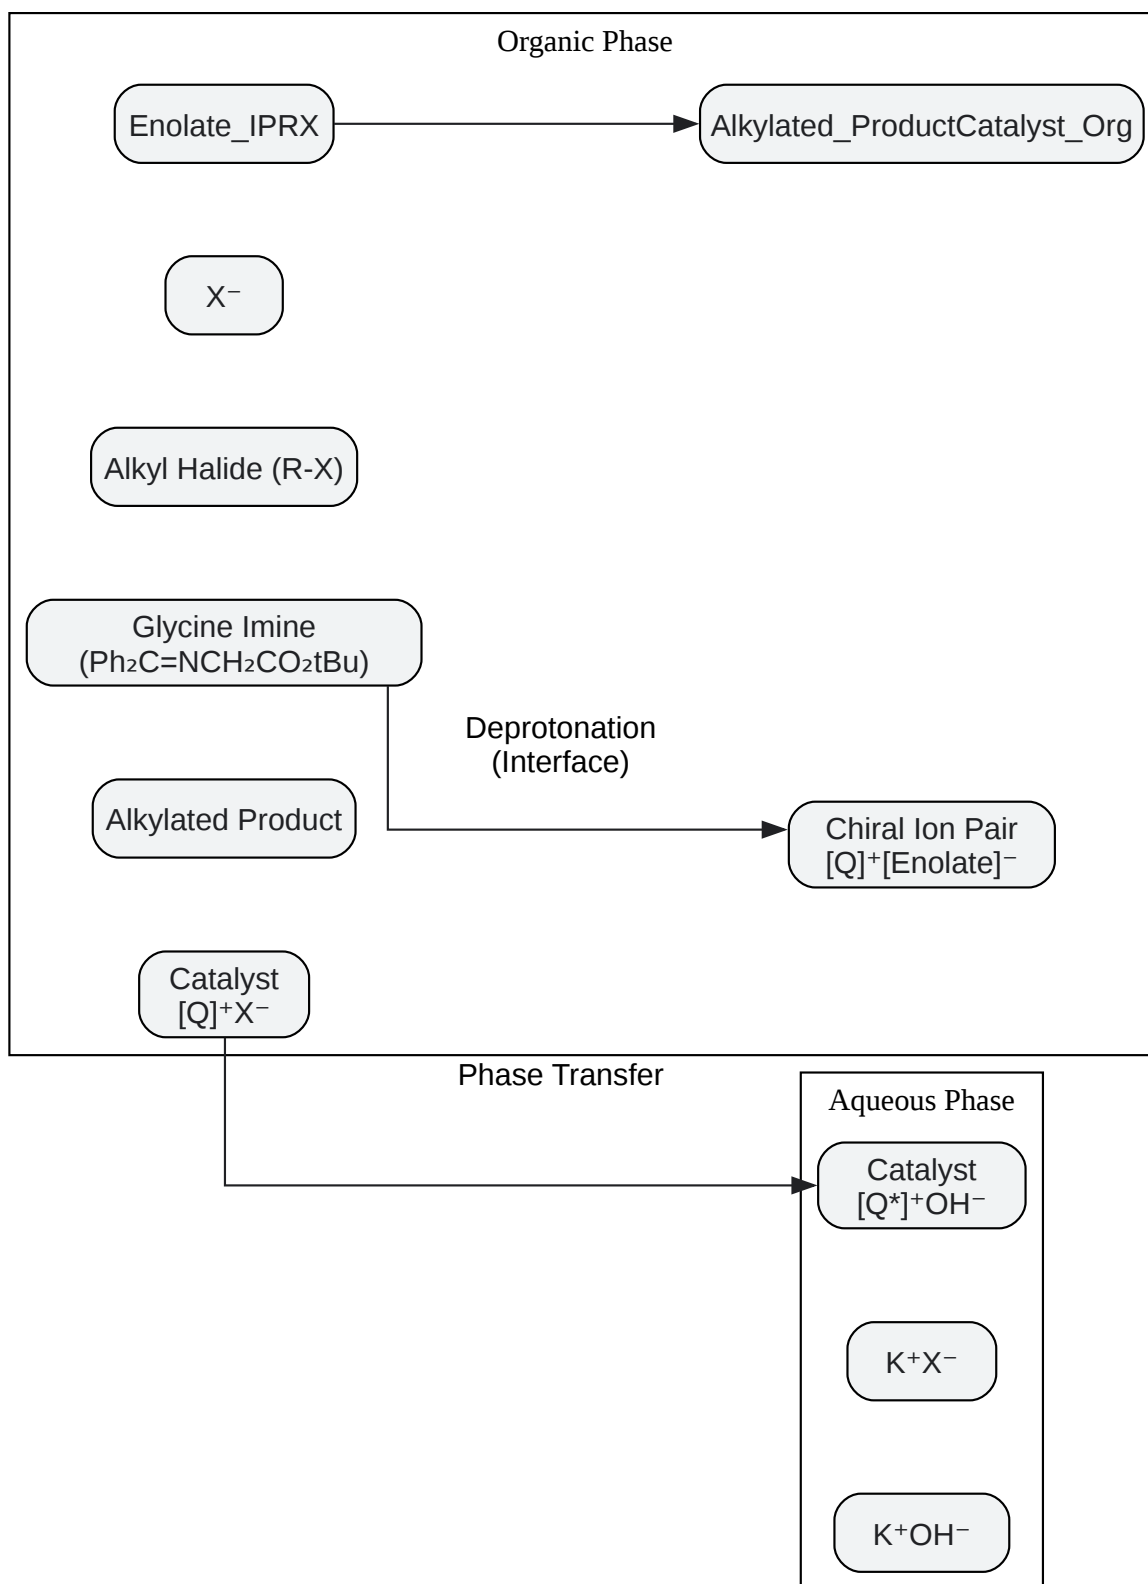 Organic Phase
Enolate_IPRX
Alkylated_ProductCatalyst_Org
X⁻
Alkyl Halide (R-X)
Glycine Imine
(Ph₂C=NCH₂CO₂tBu)
Deprotonation
(Interface)
Alkylated Product
Chiral Ion Pair
[Q]⁺[Enolate]⁻
Catalyst
[Q]⁺X⁻
Phase Transfer
Aqueous Phase
Catalyst
[Q*]⁺OH⁻
K⁺X⁻
K⁺OH⁻